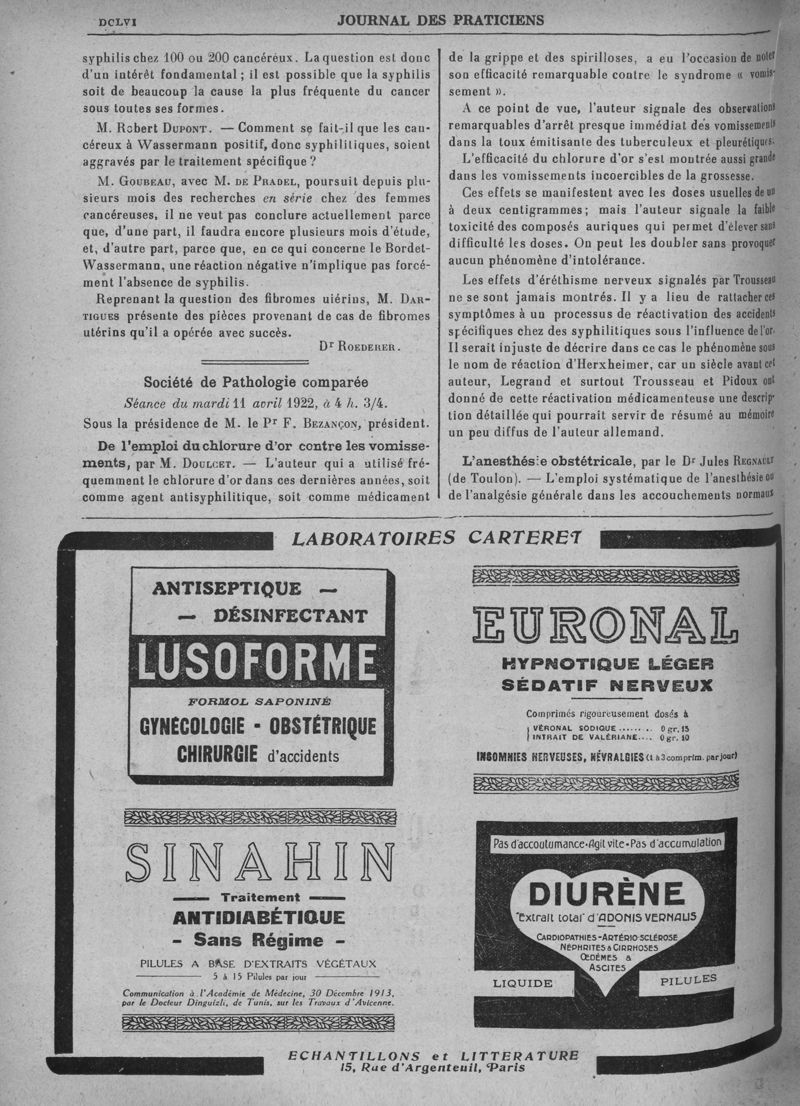 DCLVI
JOURNAL DES PRATICIENS
syphilis chez 100 ou 200 cancéreux. La question est donc
d'un intérêt fondamental ; il est possible que la syphilis
soit de beaucoup la cause la plus fréquente du cancer
sous toutes ses formes.
M. Robert DUPONT. — Comment se fait-il que les can-
céreux à Wassermann positif, donc syphilitiques, soient
aggravés par le traitement spécifique ?
M. GOUBEAU, avec M. DE PRADEL, poursuit depuis plu-
sieurs mois des recherches en série chez des femmes
cancéreuses, il ne veut pas conclure actuellement parce
que, d'une part, il faudra encore plusieurs mois d'étude,
et, d'autre part, parce que, en ce qui concerne le Bordet-
Wassermann, une réaction négative n'implique pas forcé-
ment l'absence de syphilis.
Reprenant la question des fibromes uiérins, M. DAR-
TIGUES présente des pièces provenant de cas de fibromes
utérins qu'il a opérée avec succès.
Dr ROEDERER.
Société de Pathologie comparée
Séance du mardi 11 avril 1922, à 4 h. 3/4.
Sous la présidence de M. le Pr F. BEZANÇON, président.
De l'emploi du chlorure d'or contre les vomisse-
ments, par M. DOULCET. — L'auteur qui a utilisé fré-
quemment le chlorure d'or dans ces dernières années, soit
comme agent antisyphilitique, soit comme médicament
de la grippe et des spirilloses, a eu l'occasion de noter
son efficacité remarquable contre le syndrome « vomis-
sement ».
A ce point de vue, l'auteur signale des observations
remarquables d'arrêt presque immédiat des vomissements
dans la toux émitisante des tuberculeux et pleurétiques.
L'efficacité du chlorure d'or s'est montrée aussi grande
dans les vomissements incoercibles de la grossesse.
Ces effets se manifestent avec les doses usuelles de un
à deux centigrammes ; mais l'auteur signale la faible
toxicité des composés auriques qui permet d'élever sans
difficulté les doses. On peut les doubler sans provoquer
aucun phénomène d'intolérance.
Les effets d'éréthisme nerveux signalés par Trousseau
ne se sont jamais montrés. Il y a lieu de rattacher ces
symptômes à un processus de réactivation des accidents
spécifiques chez des syphilitiques sous l'influence de l'or.
Il serait injuste de décrire dans ce cas le phénomène sous
le nom de réaction d'Herxheimer, car un siècle avant cet
auteur, Legrand et surtout Trousseau et Pidoux ont
donné de cette réactivation médicamenteuse une descrip-
tion détaillée qui pourrait servir de résumé au mémoire
un peu diffus de l'auteur allemand.
L'anesthésie obstétricale, par le Dr Jules REGNAULT
(de Toulon). — L'emploi systématique de l'anesthésie ou
de l'analgésie générale dans les accouchements normaux
LABORATOIRES CARTERET
ANTISEPTIQUE —
— DÉSINFECTANT
LUSOFORME
FORMOL SAPONINÉ
GYNÉCOLOGIE - OBSTÉTRIQUE
CHIRURGIE d'accidents
EURONAL
HYPNOTIQUE LÉGER
SÉDATIF NERVEUX
Comprimés rigoureusement dosés à
VÉRONAL SODIQUE........ 0 gr. 15
INTRAIT DE VALÉRIANE.... 0 gr. 10
INSOMNIES NERVEUSES, NÉVRALGIES (1 à 3 comprim. par jour)
SINAHIN
Traitement
ANTIDIABÉTIQUE
- Sans Régime -
PILULES A BASE D'EXTRAITS VÉGÉTAUX
5 à 15 Pilules par jour
Communication à l'Académie de Médecine, 30 Décembre 1913,
par le Docteur Dinguizli, de Tunis, sur les Travaux d'Avicenne.
Pas d'accoutumance-Agit vite-Pas d'accumulation
DIURÈNE
"Extrait total" d'ADONIS VERNALIS
CARDIOPATHIES-ARTÉRIO-SCLÉROSE
NÉPHRITES & CIRRHOSES
ŒDÈMES &
ASCITES
LIQUIDE
PILULES
ECHANTILLONS et LITTÉRATURE
15, Rue d'Argenteuil, Paris